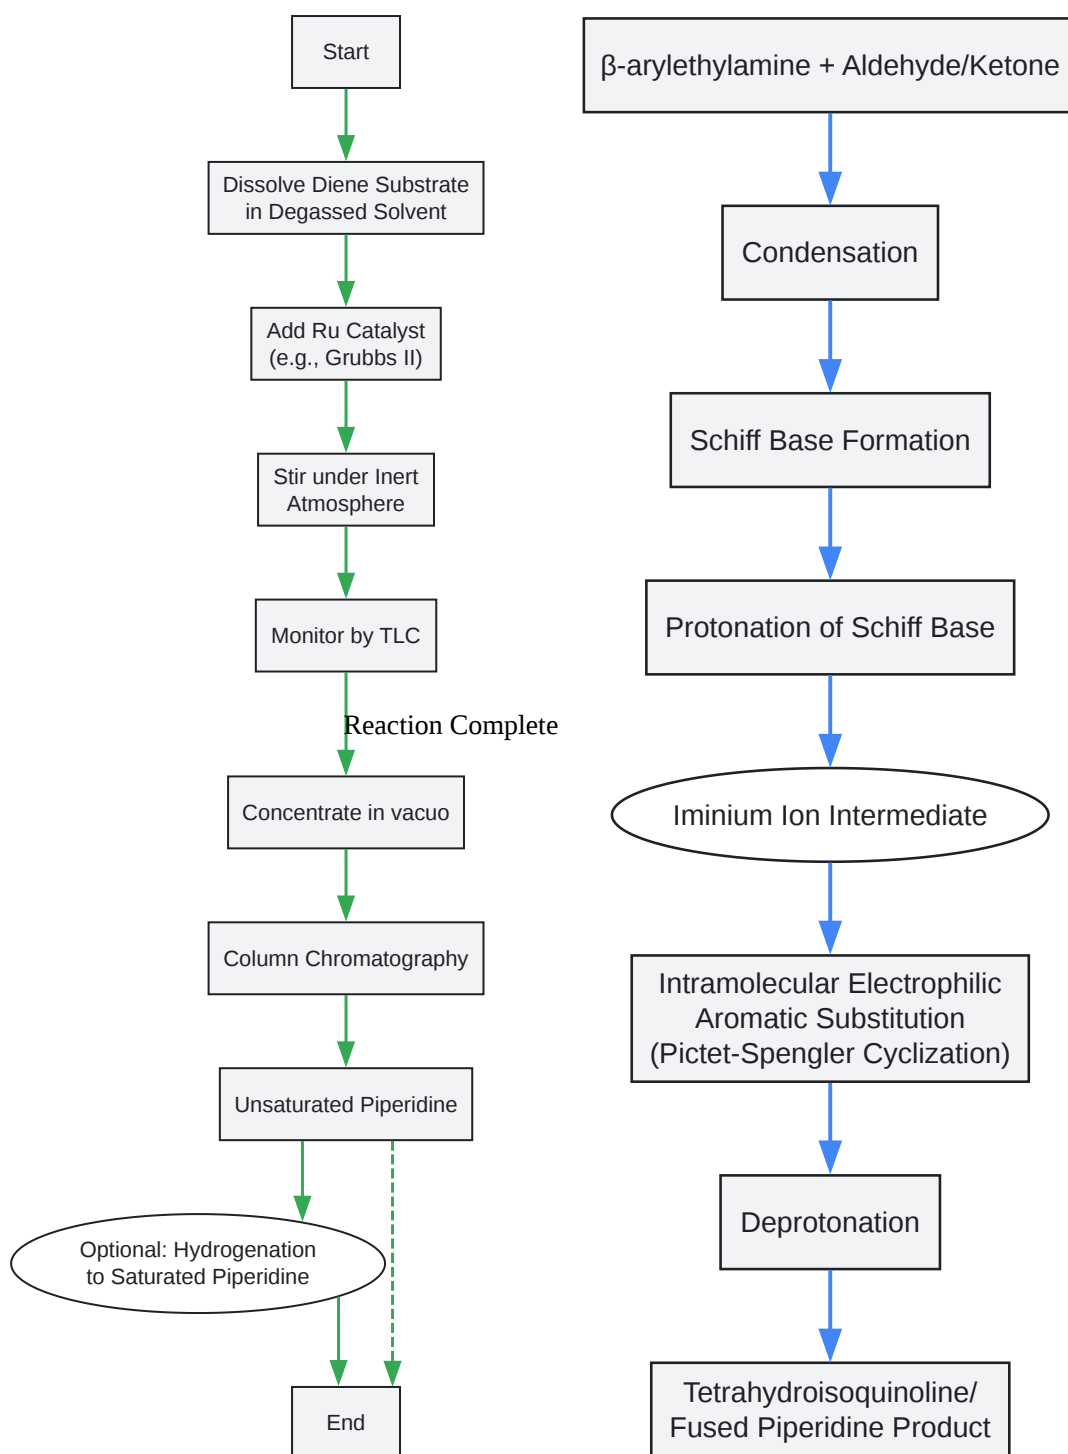 Start
Dissolve Diene Substrate
in Degassed Solvent
Add Ru Catalyst
(e.g., Grubbs II)
Stir under Inert
Atmosphere
Monitor by TLC
Reaction Complete
Concentrate in vacuo
Column Chromatography
Unsaturated Piperidine
Optional: Hydrogenation
to Saturated Piperidine
End
β-arylethylamine + Aldehyde/Ketone
Condensation
Schiff Base Formation
Protonation of Schiff Base
Iminium Ion Intermediate
Intramolecular Electrophilic
Aromatic Substitution
(Pictet-Spengler Cyclization)
Deprotonation
Tetrahydroisoquinoline/
Fused Piperidine Product